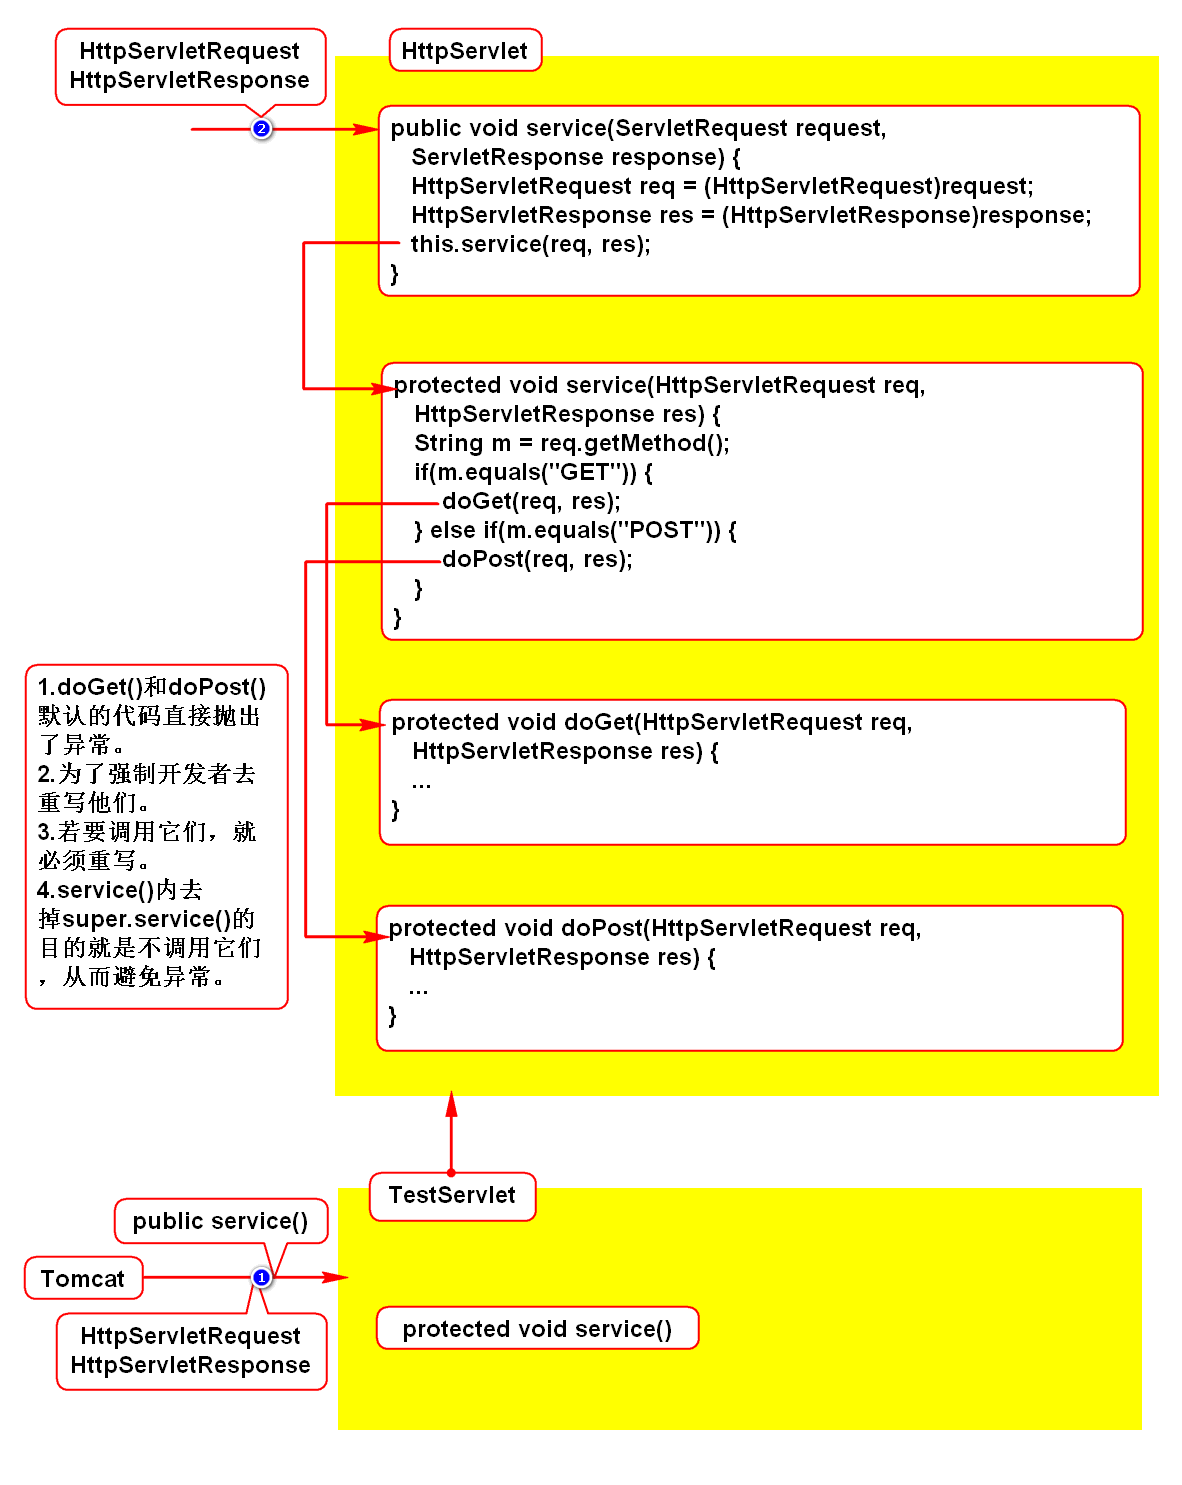 HttpServletRequest
HttpServletResponse
2
HttpServlet
public void service(ServletRequest request,
ServletResponse response) {
HttpServletRequest req = (HttpServletRequest)request;
HttpServletResponse res = (HttpServletResponse)response;
this.service(req, res);
}
protected void service(HttpServletRequest req,
HttpServletResponse res) {
String m = req.getMethod();
if(m.equals("GET")) {
doGet(req, res);
} else if(m.equals("POST")) {
doPost(req, res);
}
}
1.doGet()和doPost()
默认的代码直接抛出
了异常。
2.为了强制开发者去
重写他们。
3.若要调用它们，就
必须重写。
4.service()内去
掉super.service()的
目的就是不调用它们
，从而避免异常。
protected void doGet(HttpServletRequest req,
HttpServletResponse res) {
...
}
protected void doPost(HttpServletRequest req,
HttpServletResponse res) {
...
}
TestServlet
public service()
Tomcat
1
HttpServletRequest
HttpServletResponse
protected void service()